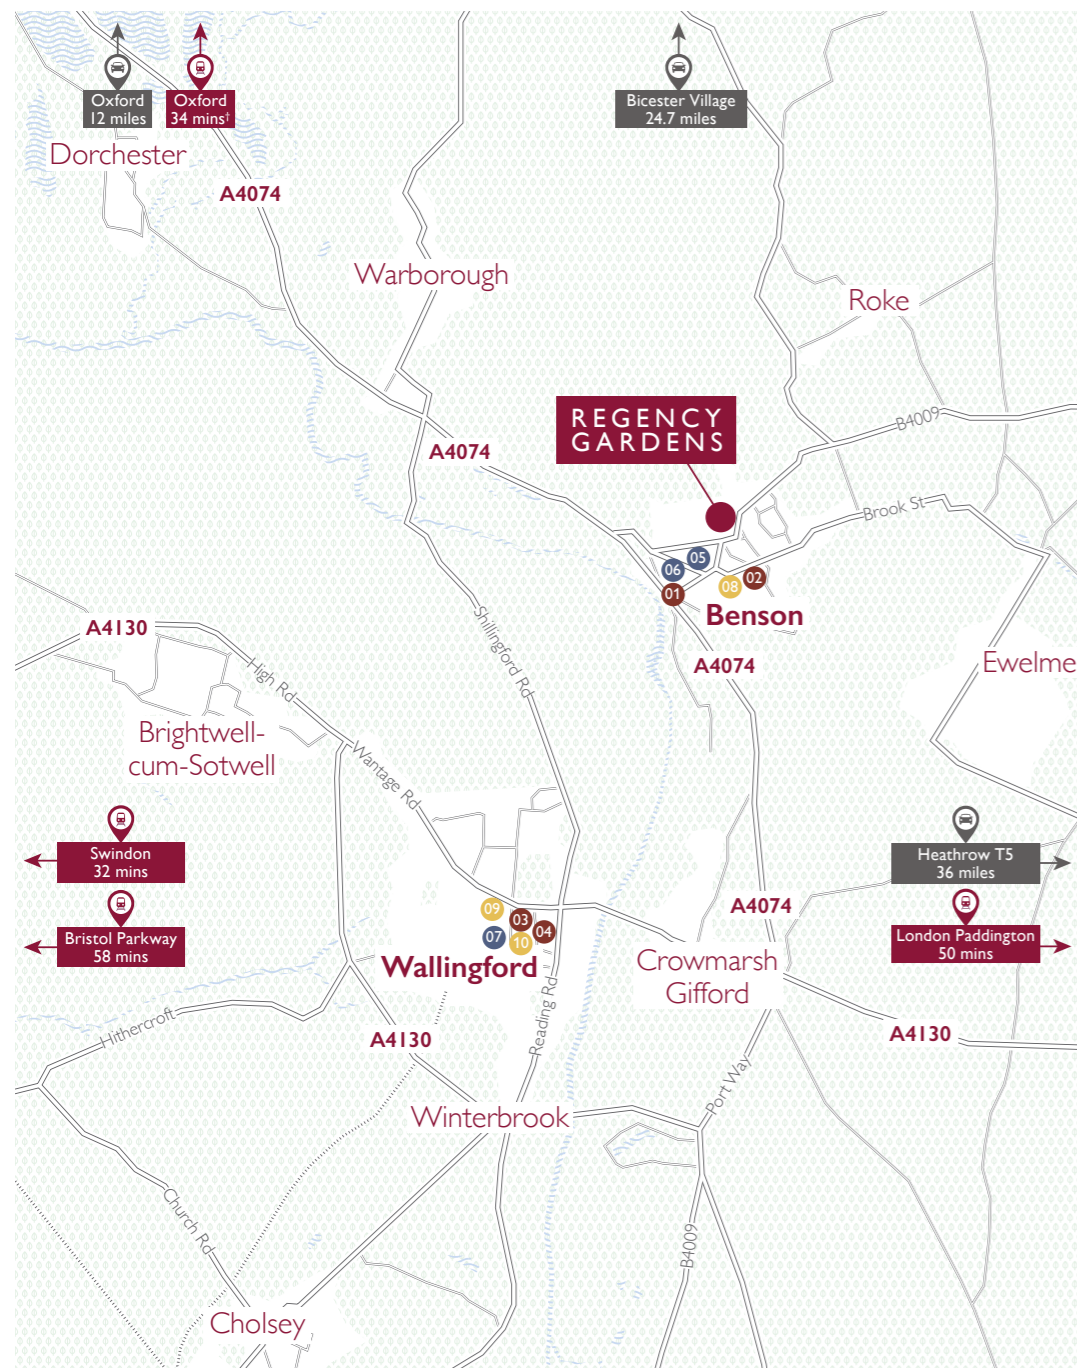 Oxford
12 miles
Oxford
34 mins†
Bicester Village
24.7 miles
Dorchester
A4074
Warborough
Roke
REGENCY
GARDENS
B4009
A4074
Brook St
05
06
02
08
01
Benson
Shillingford Rd
A4130
High Rd
A4074
Ewelme
Brightwell-
cum-Sotwell
Wantage Rd
Swindon
32 mins
Heathrow T5
36 miles
09
03
04
07
10
A4074
Bristol Parkway
58 mins
London Paddington
50 mins
Wallingford
Crowmarsh
Gifford
Reading Rd
Hithercroft
A4130
A4130
Port Way
Winterbrook
Church Rd
B4009
Cholsey